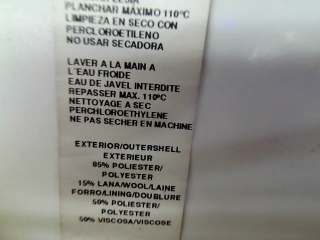 PLANCHAR MÁXIMO 110°C
LIMPIEZA EN SECO CON
PERCLOROETILENO
NO USAR SECADORA
LAVER A LA MAIN A
L'EAU FROIDE
EAU DE JAVEL INTERDITE
REPASSER MAX. 110°C
NETTOYAGE A SEC
PERCHLOROETHYLENE
NE PAS SECHER EN MACHINE
EXTERIOR/OUTERSHELL
EXTERIEUR
85% POLIESTER/
POLYESTER
15% LANA/WOOL/LAINE
FORRO/LINING/DOUBLURE
50% POLIESTER/
POLYESTER
50% VISCOSA/VISCOSE